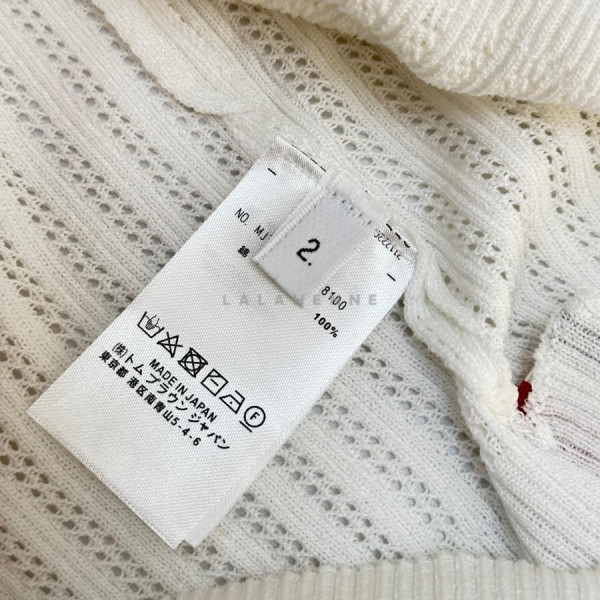 NO. MJ
8100
綿
100%
2.
LALANEINE
MADE IN JAPAN
(株)トム ブラウン ジャパン
東京都 港区南青山5-4-6
F